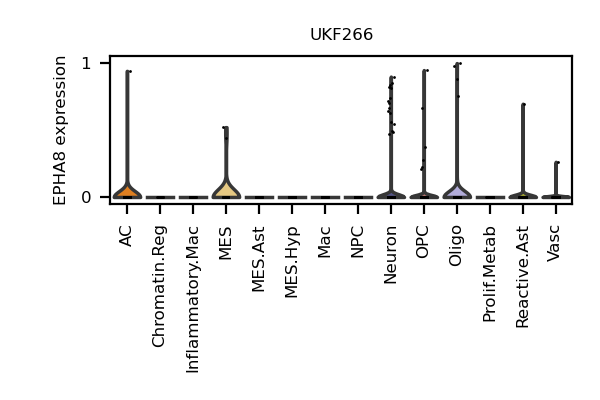 UKF266
EPHA8 expression
1
0
AC
Chromatin.Reg
Inflammatory.Mac
MES
MES.Ast
MES.Hyp
Mac
NPC
Neuron
OPC
Oligo
Prolif.Metab
Reactive.Ast
Vasc